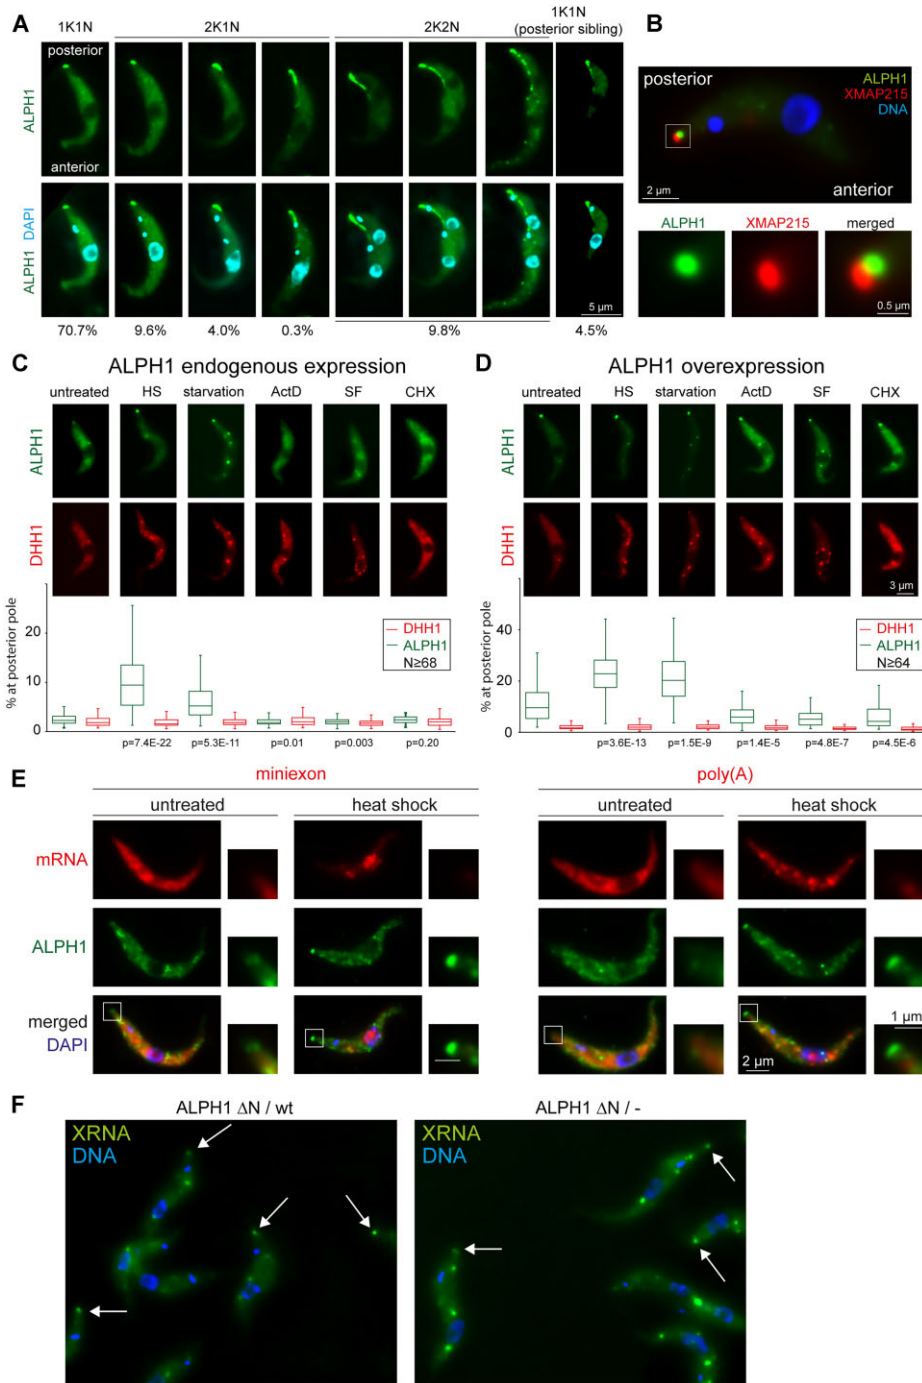 A
1K1N
2K1N
2K2N
1K1N
(posterior sibling)
ALPH1
posterior
anterior
ALPH1 DAPI
5 µm
70.7%
9.6%
4.0%
0.3%
9.8%
4.5%
B
posterior
ALPH1
XMAP215
DNA
2 µm
anterior
ALPH1
XMAP215
merged
0.5 µm
C
ALPH1 endogenous expression
untreated
HS
starvation
ActD
SF
CHX
ALPH1
DHH1
% at posterior pole
20
10
0
DHH1
ALPH1
N≥68
p=7.4E-22
p=5.3E-11
p=0.01
p=0.003
p=0.20
D
ALPH1 overexpression
untreated
HS
starvation
ActD
SF
CHX
ALPH1
DHH1
3 µm
% at posterior pole
40
20
0
DHH1
ALPH1
N≥64
p=3.6E-13
p=1.5E-9
p=1.4E-5
p=4.8E-7
p=4.5E-6
E
miniexon
poly(A)
untreated
heat shock
untreated
heat shock
mRNA
ALPH1
merged
DAPI
2 µm
1 µm
F
ALPH1 ΔN / wt
ALPH1 ΔN / -
XRNA
DNA
XRNA
DNA